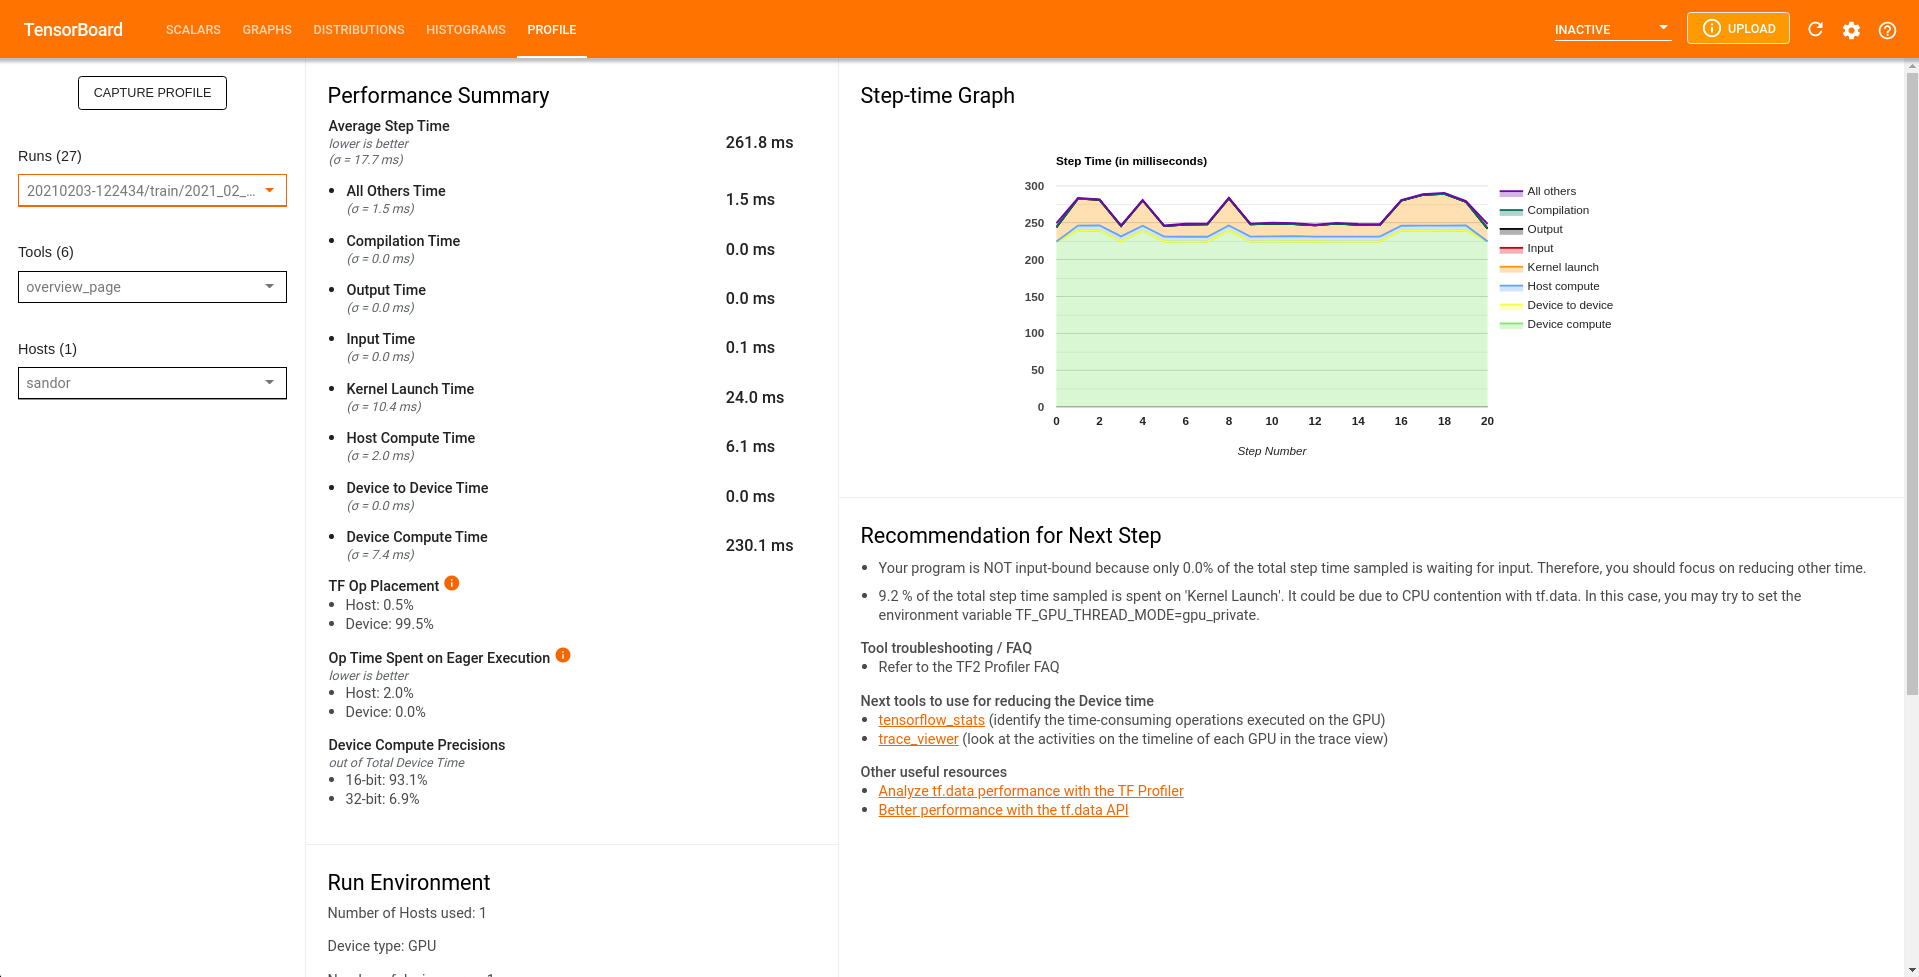 TensorBoard
SCALARS
GRAPHS
DISTRIBUTIONS
HISTOGRAMS
PROFILE
INACTIVE
UPLOAD
CAPTURE PROFILE
Runs (27)
20210203-122434/train/2021_02_...
Tools (6)
overview_page
Hosts (1)
sandor
Performance Summary
Average Step Time
lower is better
(σ = 17.7 ms)
261.8 ms
All Others Time
(σ = 1.5 ms)
1.5 ms
Compilation Time
(σ = 0.0 ms)
0.0 ms
Output Time
(σ = 0.0 ms)
0.0 ms
Input Time
(σ = 0.0 ms)
0.1 ms
Kernel Launch Time
(σ = 10.4 ms)
24.0 ms
Host Compute Time
(σ = 2.0 ms)
6.1 ms
Device to Device Time
(σ = 0.0 ms)
0.0 ms
Device Compute Time
(σ = 7.4 ms)
230.1 ms
TF Op Placement
Host: 0.5%
Device: 99.5%
Op Time Spent on Eager Execution
lower is better
Host: 2.0%
Device: 0.0%
Device Compute Precisions
out of Total Device Time
16-bit: 93.1%
32-bit: 6.9%
Run Environment
Number of Hosts used: 1
Device type: GPU
Step-time Graph
Step Time (in milliseconds)
300
250
200
150
100
50
0
0 2 4 6 8 10 12 14 16 18 20
Step Number
All others
Compilation
Output
Input
Kernel launch
Host compute
Device to device
Device compute
Recommendation for Next Step
Your program is NOT input-bound because only 0.0% of the total step time sampled is waiting for input. Therefore, you should focus on reducing other time.
9.2 % of the total step time sampled is spent on 'Kernel Launch'. It could be due to CPU contention with tf.data. In this case, you may try to set the
environment variable TF_GPU_THREAD_MODE=gpu_private.
Tool troubleshooting / FAQ
Refer to the TF2 Profiler FAQ
Next tools to use for reducing the Device time
tensorflow_stats (identify the time-consuming operations executed on the GPU)
trace_viewer (look at the activities on the timeline of each GPU in the trace view)
Other useful resources
Analyze tf.data performance with the TF Profiler
Better performance with the tf.data API